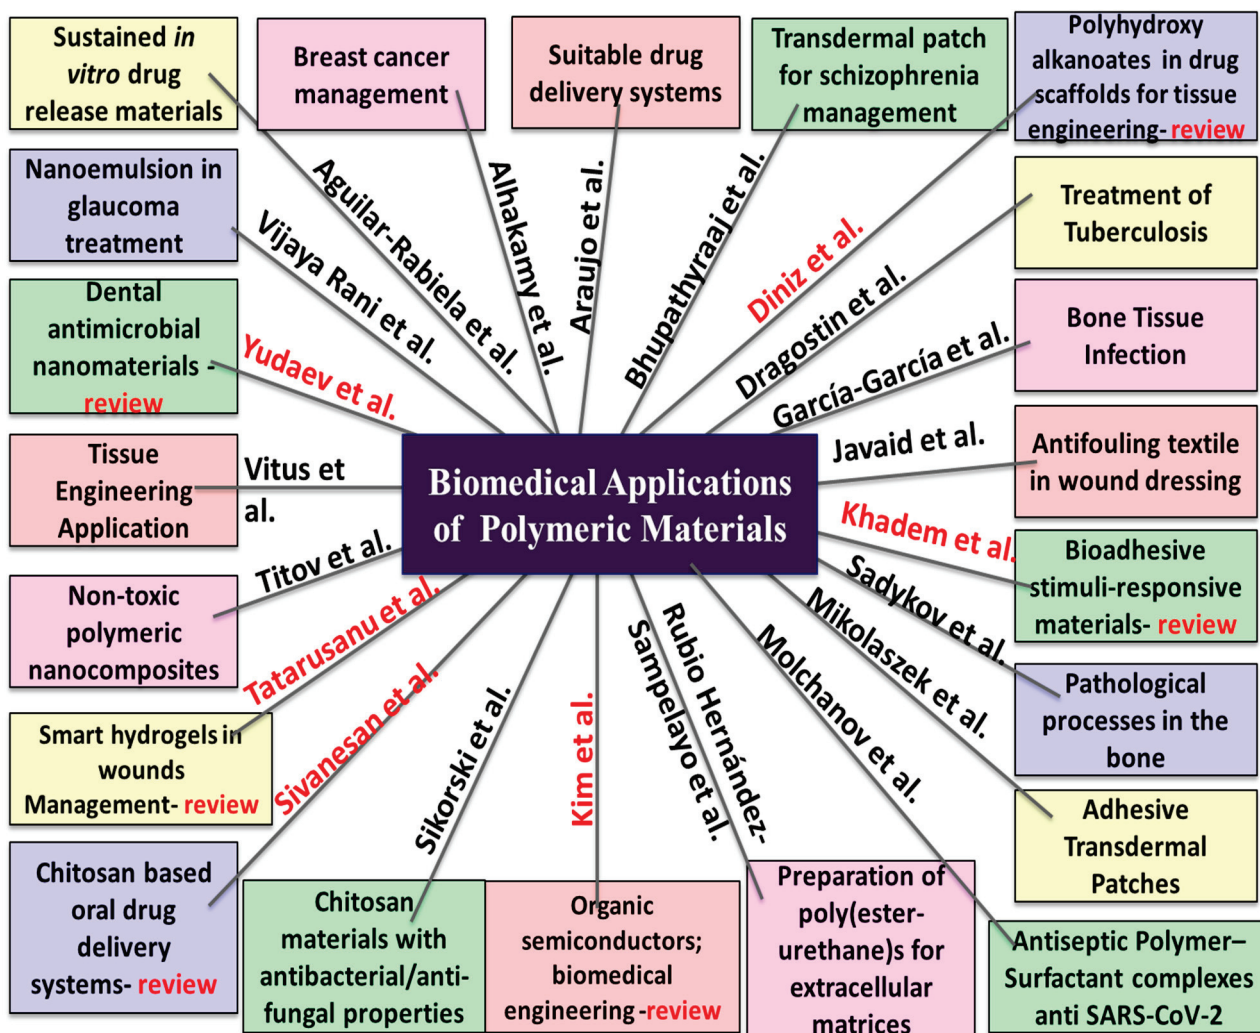 Sustained in
vitro drug
release materials
Breast cancer
management
Suitable drug
delivery systems
Transdermal patch
for schizophrenia
management
Polyhydroxy
alkanoates in drug
scaffolds for tissue
engineering- review
Nanoemulsion in
glaucoma
treatment
Treatment of
Tuberculosis
Dental
antimicrobial
nanomaterials -
review
Bone Tissue
Infection
Tissue
Engineering
Application
Antifouling textile
in wound dressing
Non-toxic
polymeric
nanocomposites
Bioadhesive
stimuli-responsive
materials- review
Smart hydrogels in
wounds
Management- review
Pathological
processes in the
bone
Chitosan based
oral drug
delivery
systems- review
Chitosan
materials with
antibacterial/anti-
fungal properties
Organic
semiconductors;
biomedical
engineering -review
Preparation of
poly(ester-
urethane)s for
extracellular
matrices
Adhesive
Transdermal
Patches
Antiseptic Polymer–
Surfactant complexes
anti SARS-CoV-2
Biomedical Applications
of Polymeric Materials
Aguilar-Rabiela et al.
Alhakamy et al.
Araujo et al.
Bhupathyraaj et al.
Diniz et al.
Dragostin et al.
García-García et al.
Javaid et al.
Khadem et al.
Sadykov et al.
Mikolaszek et al.
Molchanov et al.
Rubio Hernández-
Sampelayo et al.
Kim et al.
Sikorski et al.
Sivanesan et al.
Tatarusanu et al.
Titov et al.
Vitus et
al.
Yudaev et al.
Vijaya Rani et al.